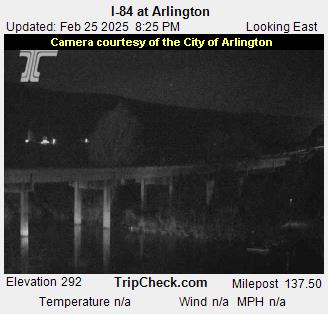 I-84 at Arlington
Updated: Feb 25 2025 8:25 PM Looking East
Camera courtesy of the City of Arlington
Elevation 292 TripCheck.com Milepost 137.50
Temperature n/a Wind n/a MPH n/a